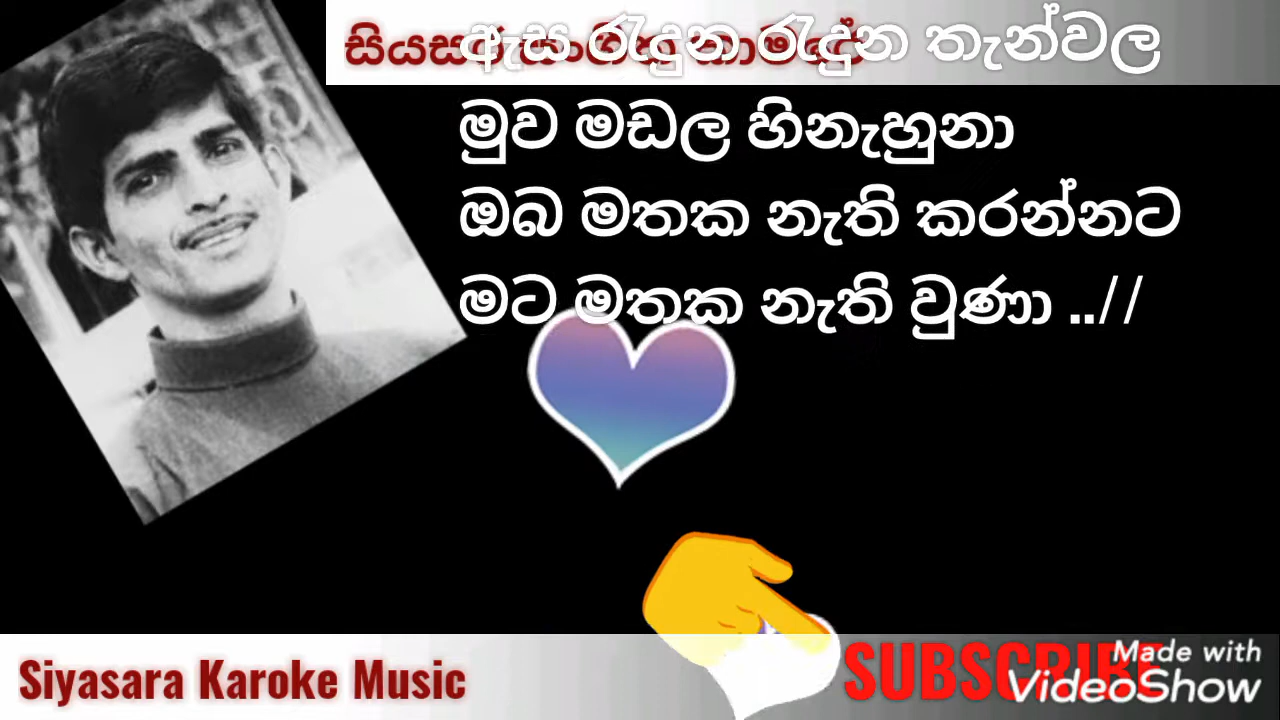 ඇස රැඳුන රැඳුන තැන්වල
මුව මඩල හිනැහුනා
ඔබ මතක නැති කරන්නට
මට මතක නැති වුණා ..//
Siyasara Karoke Music
SUBSCRIBE
Made with
VideoShow